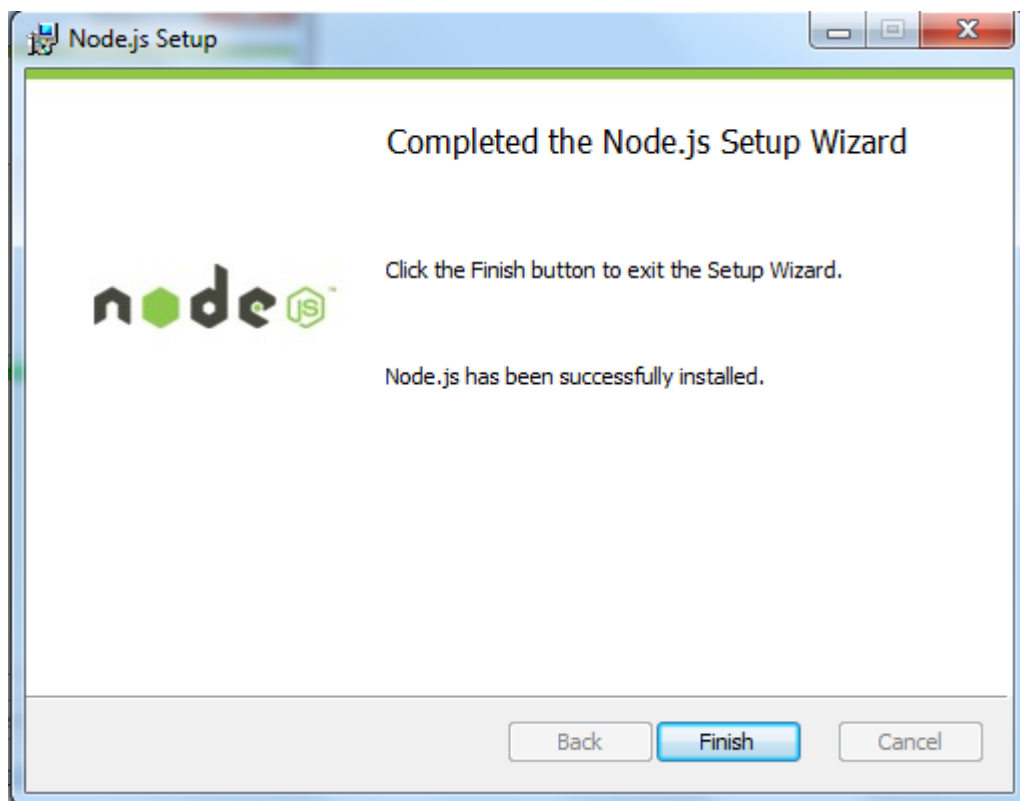 Node.js Setup
Completed the Node.js Setup Wizard
Click the Finish button to exit the Setup Wizard.
node JS ™
Node.js has been successfully installed.
Back Finish Cancel